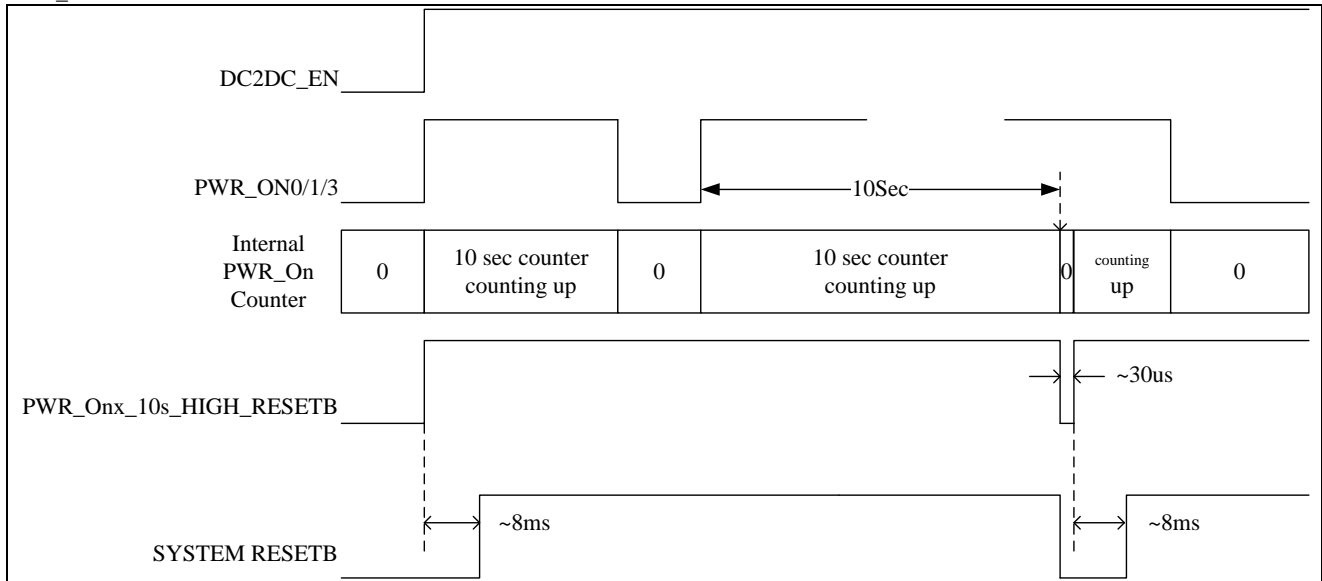 DC2DC_EN
PWR_ON0/1/3
10Sec
Internal
PWR_On
Counter
0
10 sec counter
counting up
0
10 sec counter
counting up
0
counting
up
0
~30us
PWR_Onx_10s_HIGH_RESETB
~8ms
~8ms
SYSTEM RESETB